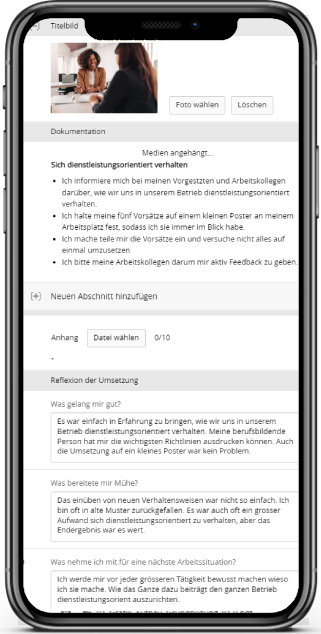 Titelbild
Foto wählen
Löschen
Dokumentation
Medien angehängt...
Sich dienstleistungsorientiert verhalten
• Ich informiere mich bei meinen Vorgestzten und Arbeitskollegen
darüber, wie wir uns in unserem Betrieb dienstleistungsorientiert
verhalten.
• Ich halte meine fünf Vorsätze auf einem kleinen Poster an meinem
Arbeitsplatz fest, sodass ich sie immer im Blick habe.
• Ich mache teile mir die Vorsätze ein und versuche nicht alles auf
einmal umzusetzen
• Ich bitte meine Arbeitskollegen darum mir aktiv Feedback zu geben.
[+] Neuen Abschnitt hinzufügen
Anhang Datei wählen 0/10
-
Reflexion der Umsetzung
Was gelang mir gut?
Es war einfach in Erfahrung zu bringen, wie wir uns in unserem
Betrieb dienstleistungsorientiert verhalten. Meine berufsbildende
Person hat mir die wichtigsten Richtlinien ausdrucken können. Auch
die Umsetzung auf ein kleines Poster war kein Problem.
Was bereitete mir Mühe?
Das einüben von neuen Verhaltensweisen war nicht so einfach. Ich
bin oft in alte Muster zurückgefallen. Es war auch oft ein grosser
Aufwand sich dienstleistungsorientiert zu verhalten, aber das
Endergebnis war es wert.
Was nehme ich mit für eine nächste Arbeitssituation?
Ich werde mir vor jeder grösseren Tätigkeit bewusst machen wieso
ich sie mache. Wie das Ganze dazu beiträgt den ganzen Betrieb
dienstleistungsorient auszurichten.